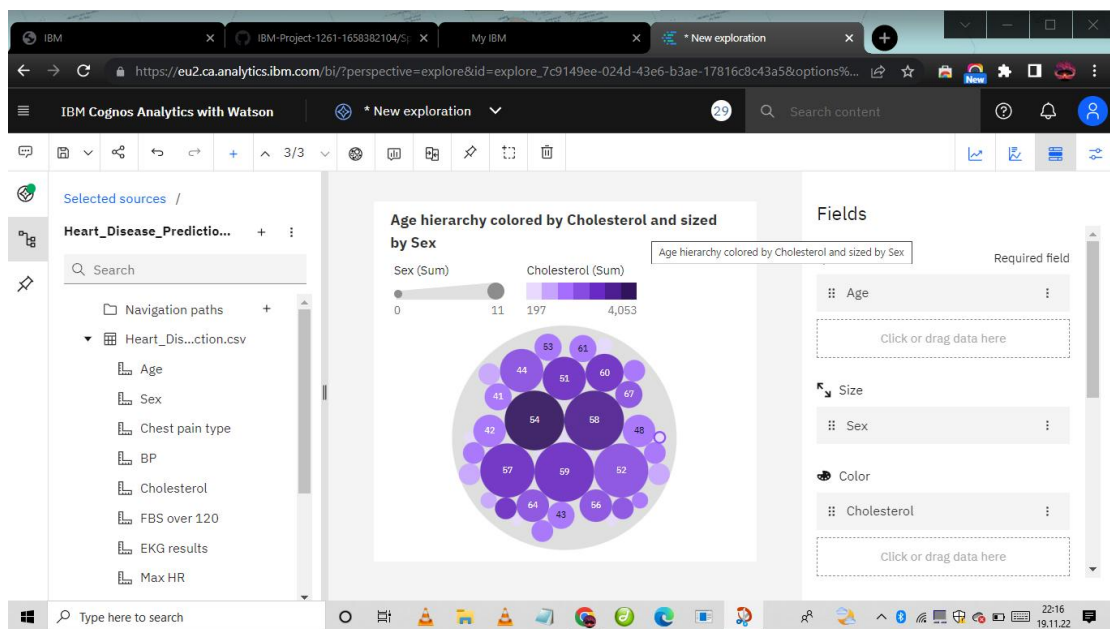 IBM
IBM-Project-1261-1658382104/Sp
My IBM
* New exploration
https://eu2.ca.analytics.ibm.com/bi/?perspective=explore&id=explore_7c9149ee-024d-43e6-b3ae-17816c8c43a5&options%...
New
IBM Cognos Analytics with Watson
* New exploration
29
Search content
3/3
Selected sources /
Heart_Disease_Predictio...
Search
Navigation paths
Heart_Dis...ction.csv
Age
Sex
Chest pain type
BP
Cholesterol
FBS over 120
EKG results
Max HR
Age hierarchy colored by Cholesterol and sized
by Sex
Age hierarchy colored by Cholesterol and sized by Sex
Sex (Sum)
Cholesterol (Sum)
0 11
197 4,053
53 61
44 51 60
41 67
54 58
42 48
57 59 52
64 43 56
Fields
Required field
Age
Click or drag data here
Size
Sex
Color
Cholesterol
Click or drag data here
Type here to search
22:16
19.11.22